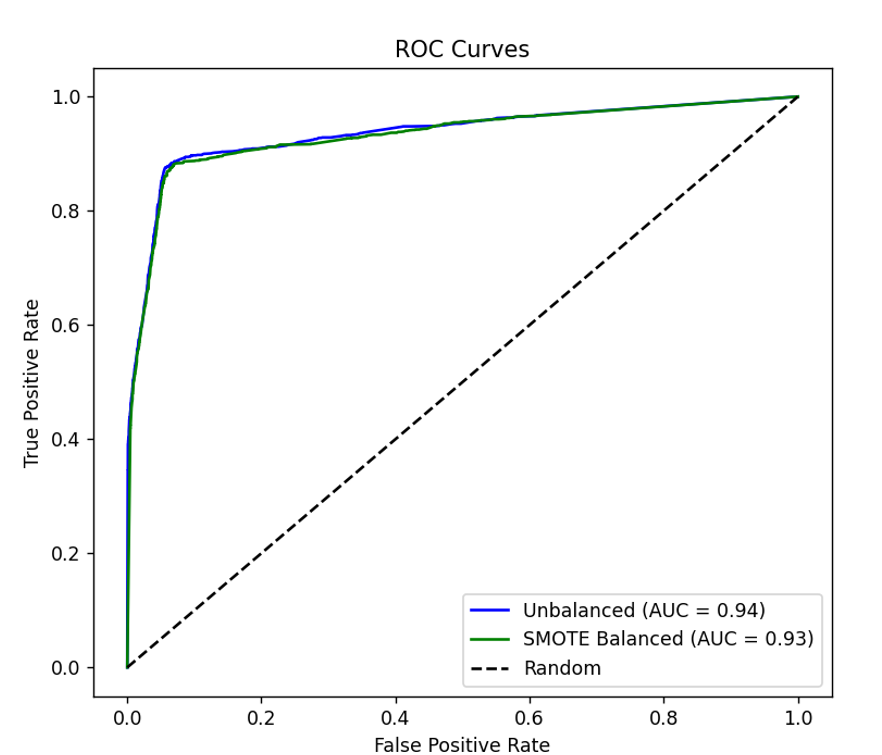 ROC Curves
1.0
0.8
0.6
0.4
0.2
0.0
True Positive Rate
0.0 0.2 0.4 0.6 0.8 1.0
False Positive Rate
Unbalanced (AUC = 0.94)
SMOTE Balanced (AUC = 0.93)
Random